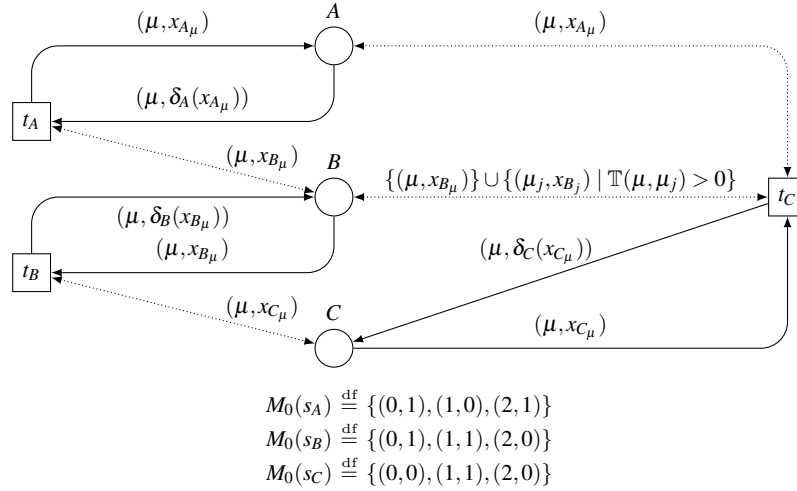 A
(μ, x_{A_μ})
(μ, x_{A_μ})
(μ, δ_A(x_{A_μ}))
t_A
(μ, x_{B_μ})
B
{(μ, x_{B_μ})} ∪ {(μ_j, x_{B_j}) | 𝕋(μ, μ_j) > 0}
t_C
(μ, δ_B(x_{B_μ}))
(μ, x_{B_μ})
(μ, δ_C(x_{C_μ}))
t_B
(μ, x_{C_μ})
C
(μ, x_{C_μ})
M_0(s_A) ≝ {(0,1),(1,0),(2,1)}
M_0(s_B) ≝ {(0,1),(1,1),(2,0)}
M_0(s_C) ≝ {(0,0),(1,1),(2,0)}